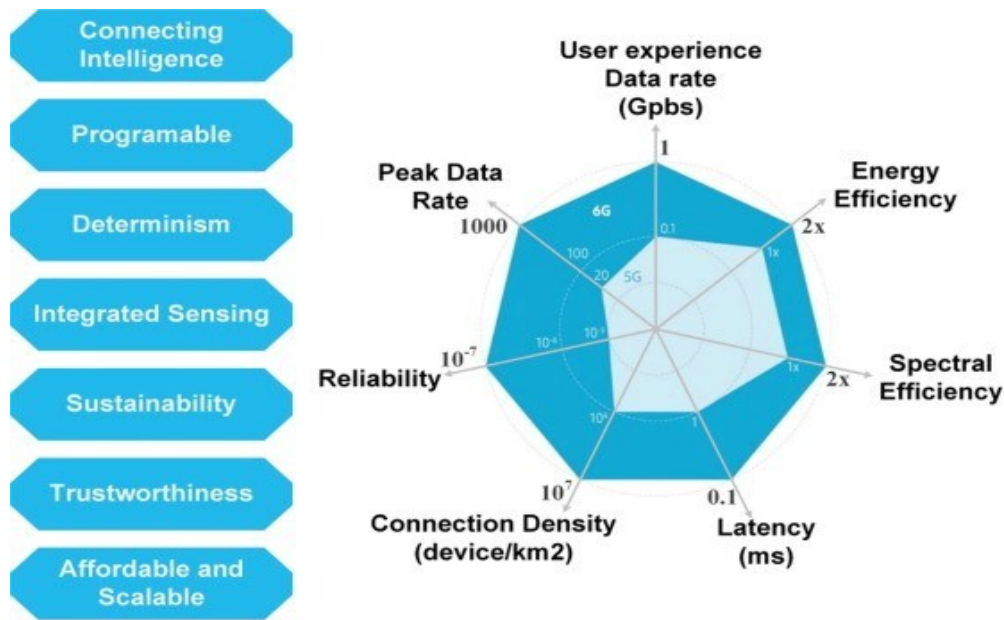 Connecting
Intelligence
Programable
Determinism
Integrated Sensing
Sustainability
Trustworthiness
Affordable and
Scalable
User experience
Data rate
(Gpbs)
1
Energy
Efficiency
2x
1x
Spectral
Efficiency
2x
1x
Latency
(ms)
0.1
1
Connection Density
(device/km2)
10⁷
10⁶
Reliability
10⁻⁷
10⁻⁵
Peak Data
Rate
1000
100
20
6G
5G
0.1